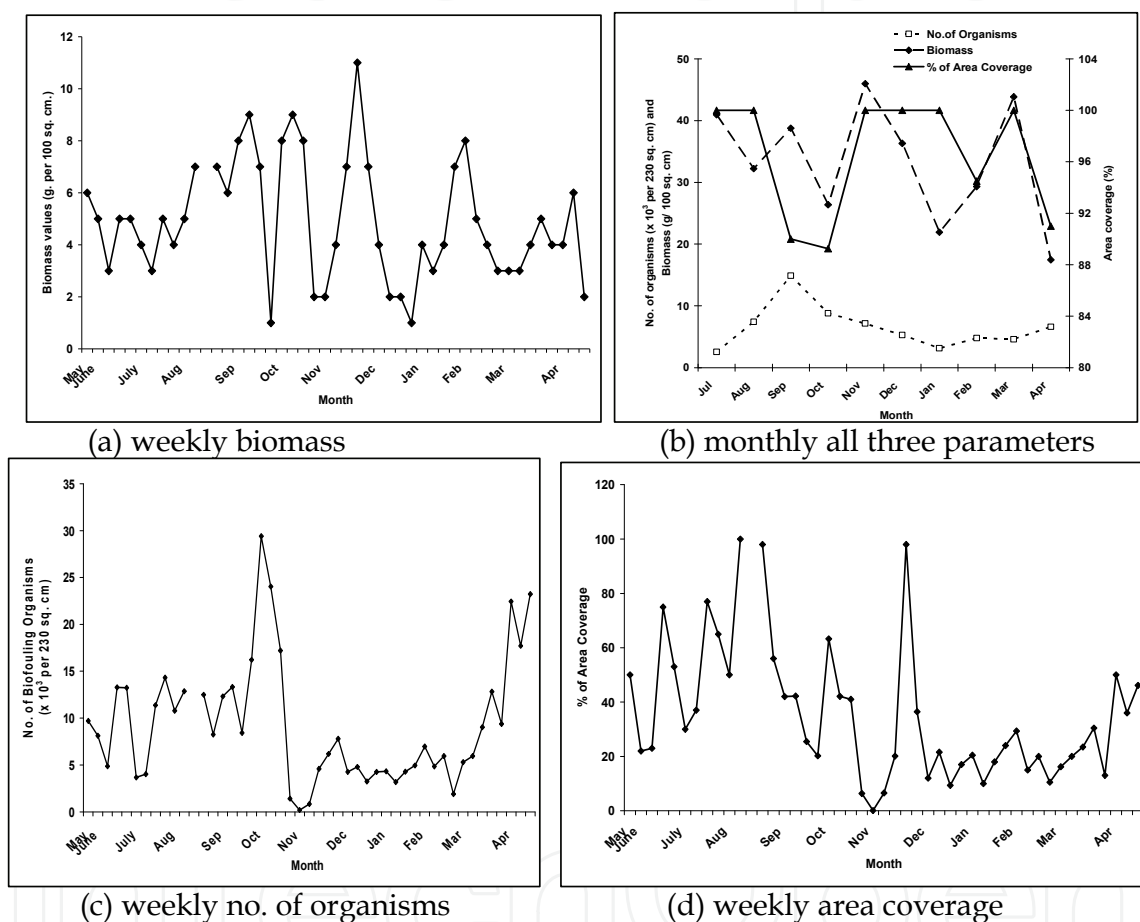 12
10
8
6
4
2
0
Biomass values (g. per 100 sq. cm.)
May
June
July
Aug
Sep
Oct
Nov
Dec
Jan
Feb
Mar
Apr
Month
(a) weekly biomass
No.of Organisms
Biomass
% of Area Coverage
50
40
30
20
10
0
No. of organisms (x 10³ per 230 sq. cm) and
Biomass (g/ 100 sq. cm)
104
100
96
92
88
84
80
Area coverage (%)
Jul
Aug
Sep
Oct
Nov
Dec
Jan
Feb
Mar
Apr
Month
(b) monthly all three parameters
35
30
25
20
15
10
5
0
No. of Biofouling Organisms
(x 10³ per 230 sq. cm)
May
June
July
Aug
Sep
Oct
Nov
Dec
Jan
Feb
Mar
Apr
Month
(c) weekly no. of organisms
120
100
80
60
40
20
0
% of Area Coverage
May
June
July
Aug
Sep
Oct
Nov
Dec
Jan
Feb
Mar
Apr
Month
(d) weekly area coverage